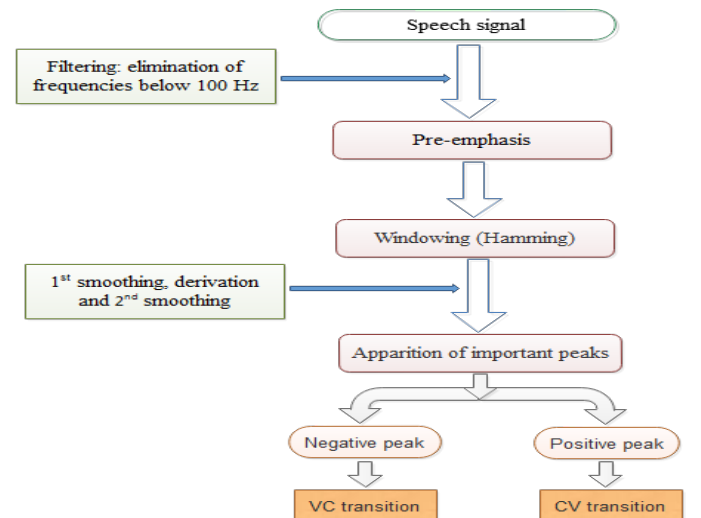 Speech signal
Filtering: elimination of
frequencies below 100 Hz
Pre-emphasis
Windowing (Hamming)
1st smoothing, derivation
and 2nd smoothing
Apparition of important peaks
Negative peak
Positive peak
VC transition
CV transition